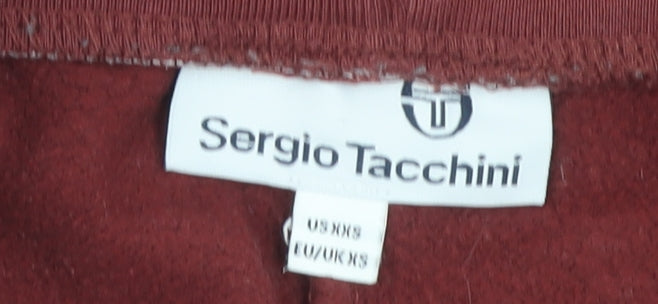 Sergio Tacchini
US XXS
EU/UK XS